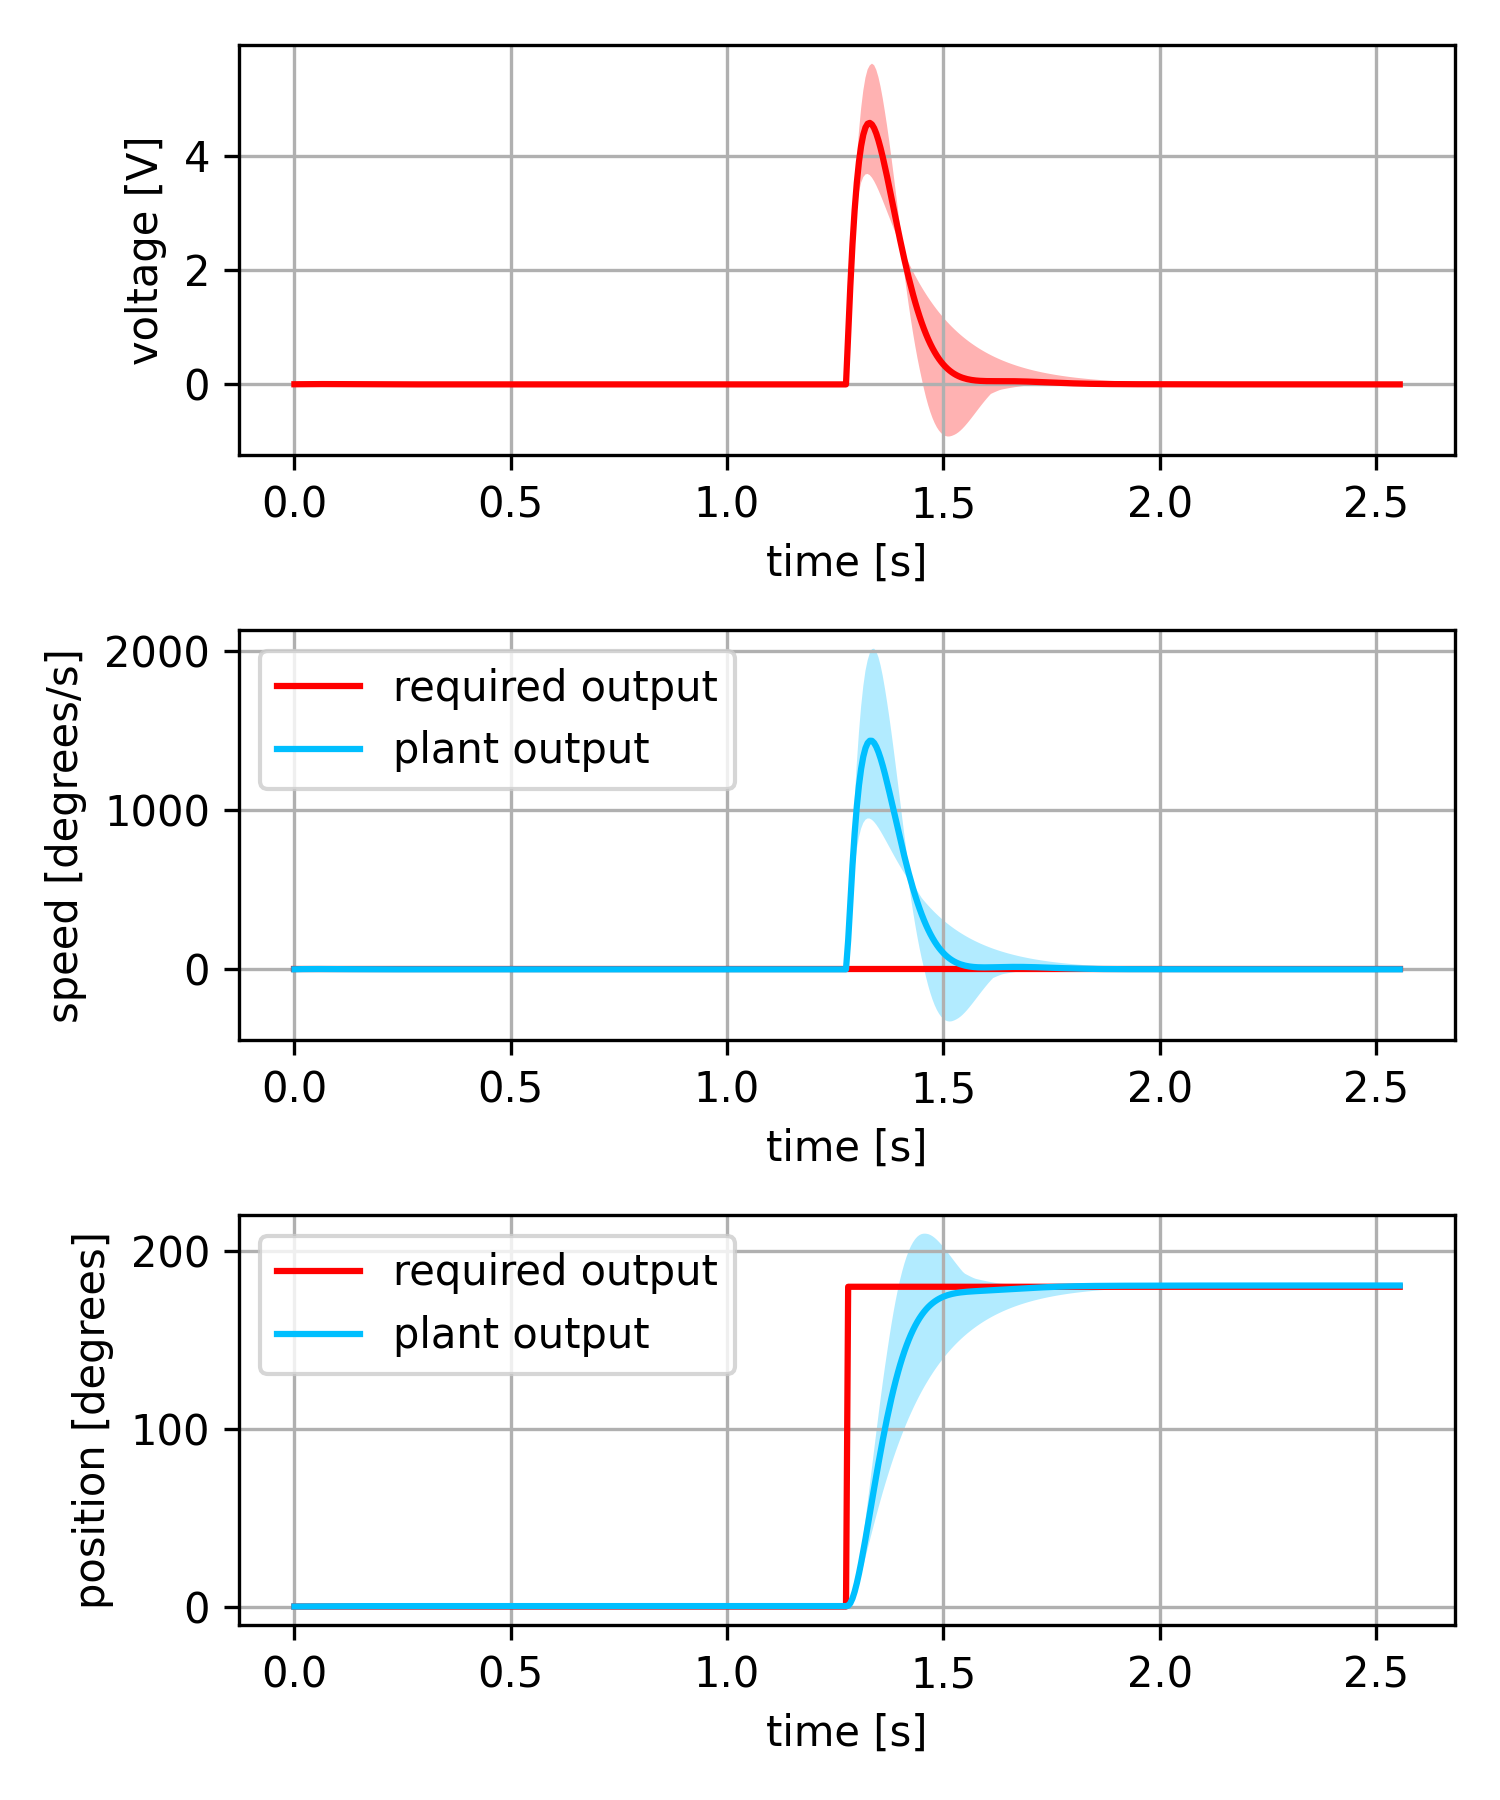 voltage [V]
4
2
0
0.0 0.5 1.0 1.5 2.0 2.5
time [s]
speed [degrees/s]
2000
1000
0
required output
plant output
0.0 0.5 1.0 1.5 2.0 2.5
time [s]
position [degrees]
200
100
0
required output
plant output
0.0 0.5 1.0 1.5 2.0 2.5
time [s]